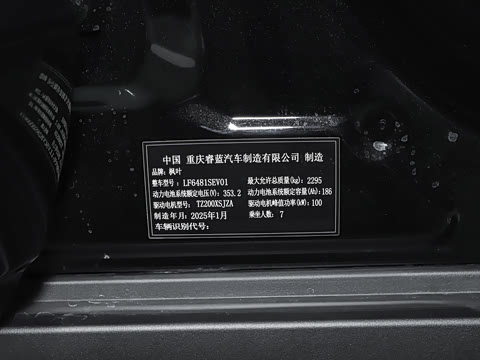 中国 重庆睿蓝汽车制造有限公司 制造
品牌：枫叶
整车型号：LF6481SEV01 最大允许总质量(kg)：2295
动力电池系统额定电压(V)：353.2 动力电池系统额定容量(Ah)：186
驱动电机型号：TZ200XSJZA 驱动电机峰值功率(kW)：100
制造年月：2025年1月 乘坐人数：7
车辆识别代号：